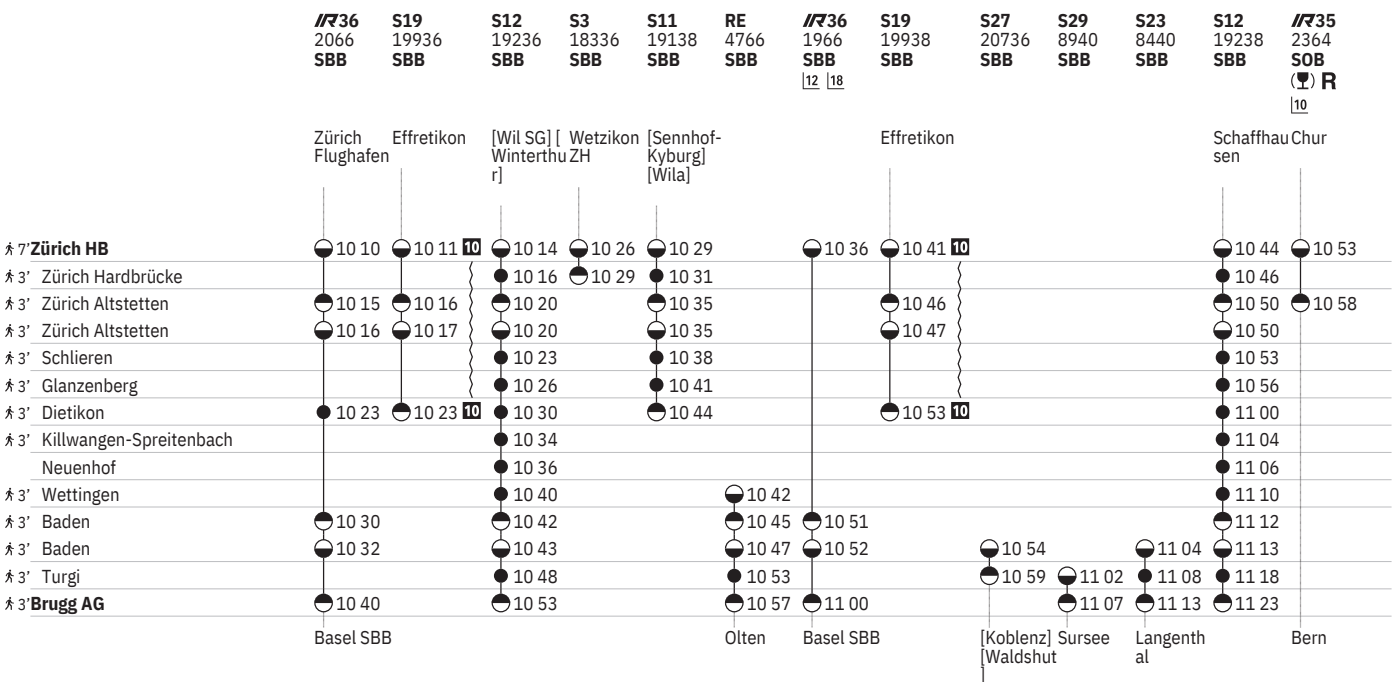 IR36 S19 S12 S3 S11 RE IR36 S19 S27 S29 S23 S12 IR35
2066 19936 19236 18336 19138 4766 1966 19938 20736 8940 8440 19238 2364
SBB SBB SBB SBB SBB SBB SBB SBB SBB SBB SBB SBB SOB
12 18 R
10
Zürich Effretikon [Wil SG] [ Wetzikon [Sennhof- Effretikon Schaffhau Chur
Flughafen Winterthu ZH Kyburg] sen
r] [Wila]
7' Zürich HB 10 10 10 11 10 10 14 10 26 10 29 10 36 10 41 10 10 44 10 53
3' Zürich Hardbrücke 10 16 10 29 10 31 10 46
3' Zürich Altstetten 10 15 10 16 10 20 10 35 10 46 10 50 10 58
3' Zürich Altstetten 10 16 10 17 10 20 10 35 10 47 10 50
3' Schlieren 10 23 10 38 10 53
3' Glanzenberg 10 26 10 41 10 56
3' Dietikon 10 23 10 23 10 10 30 10 44 10 53 10 11 00
3' Killwangen-Spreitenbach 10 34 11 04
Neuenhof 10 36 11 06
3' Wettingen 10 40 10 42 11 10
3' Baden 10 30 10 42 10 45 10 51 11 12
3' Baden 10 32 10 43 10 47 10 52 10 54 11 04 11 13
3' Turgi 10 48 10 53 10 59 11 02 11 08 11 18
3' Brugg AG 10 40 10 53 10 57 11 00 11 07 11 13 11 23
Basel SBB Olten Basel SBB [Koblenz] Sursee Langenth Bern
[Waldshut al
]